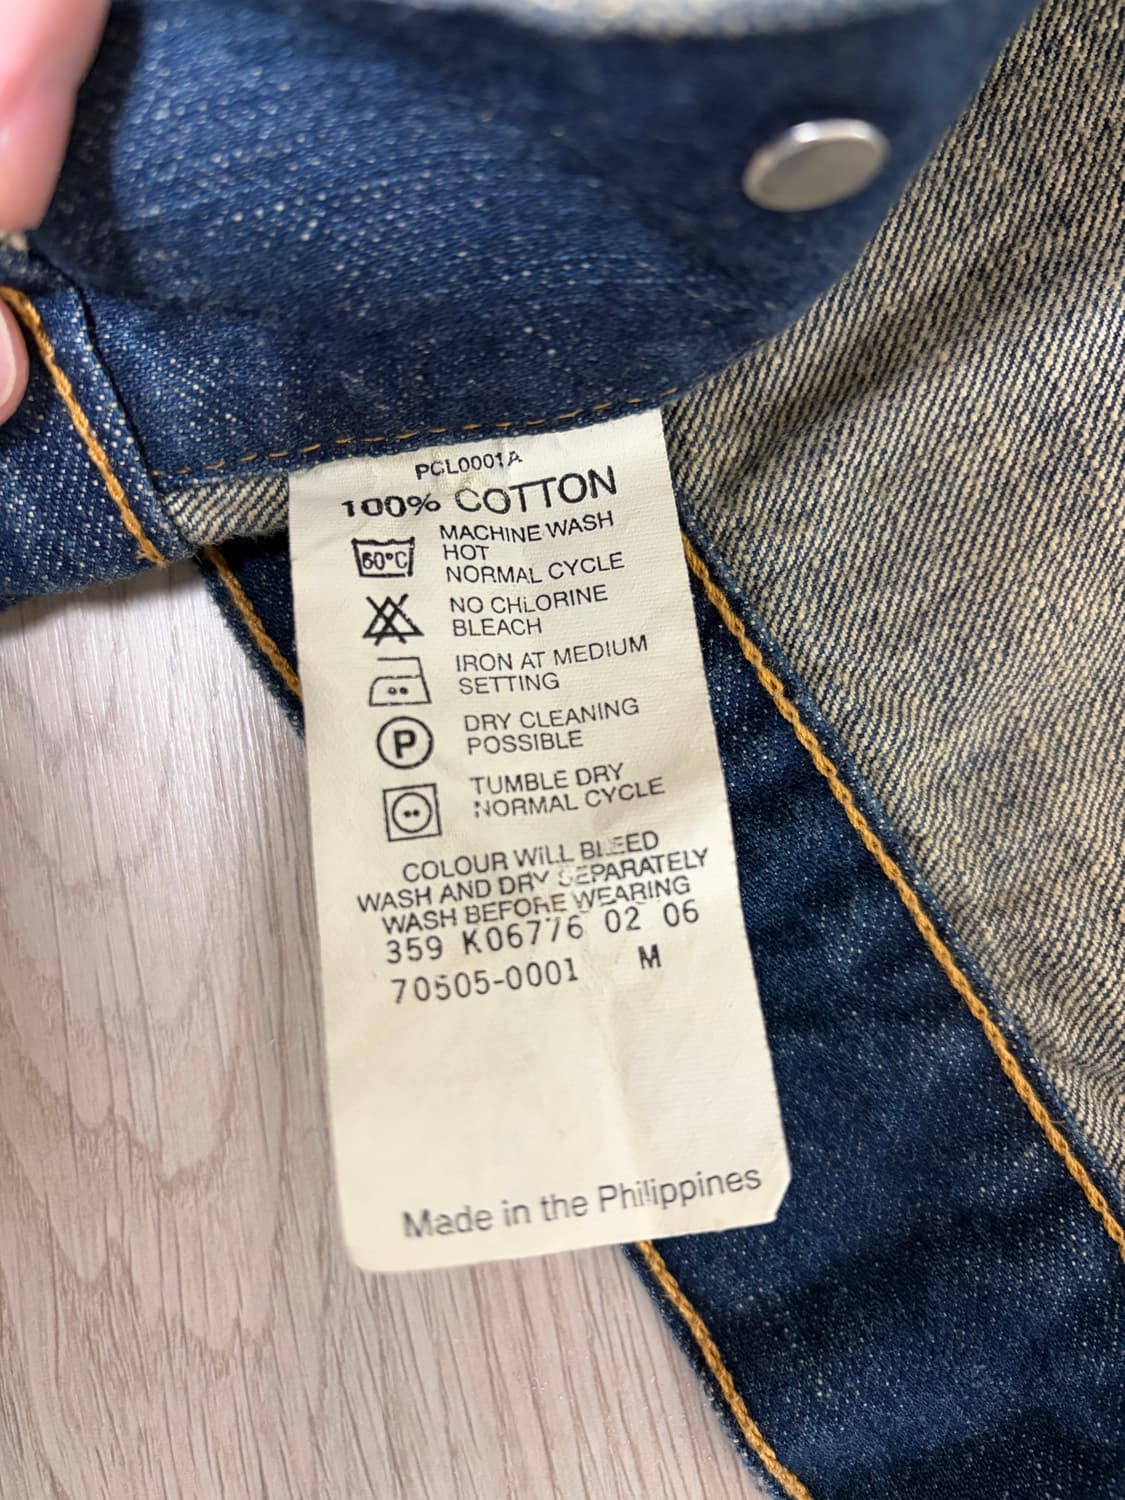 PCL0001A
100% COTTON
60°C
MACHINE WASH
HOT
NORMAL CYCLE
NO CHLORINE
BLEACH
IRON AT MEDIUM
SETTING
P
DRY CLEANING
POSSIBLE
TUMBLE DRY
NORMAL CYCLE
COLOUR WILL BLEED
WASH AND DRY SEPARATELY
WASH BEFORE WEARING
359 K06776 02 06
70505-0001 M
Made in the Philippines